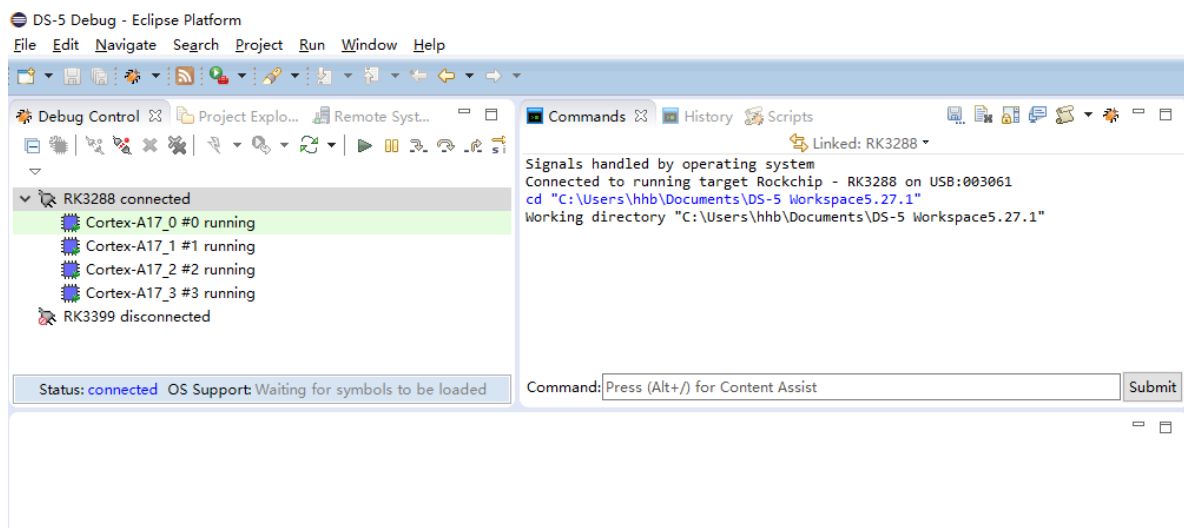 DS-5 Debug - Eclipse Platform
File Edit Navigate Search Project Run Window Help
Debug Control Project Explo... Remote Syst...
RK3288 connected
Cortex-A17_0 #0 running
Cortex-A17_1 #1 running
Cortex-A17_2 #2 running
Cortex-A17_3 #3 running
RK3399 disconnected
Status: connected OS Support: Waiting for symbols to be loaded
Commands History Scripts
Linked: RK3288
Signals handled by operating system
Connected to running target Rockchip - RK3288 on USB:003061
cd "C:\Users\hhb\Documents\DS-5 Workspace5.27.1"
Working directory "C:\Users\hhb\Documents\DS-5 Workspace5.27.1"
Command: Press (Alt+/) for Content Assist Submit